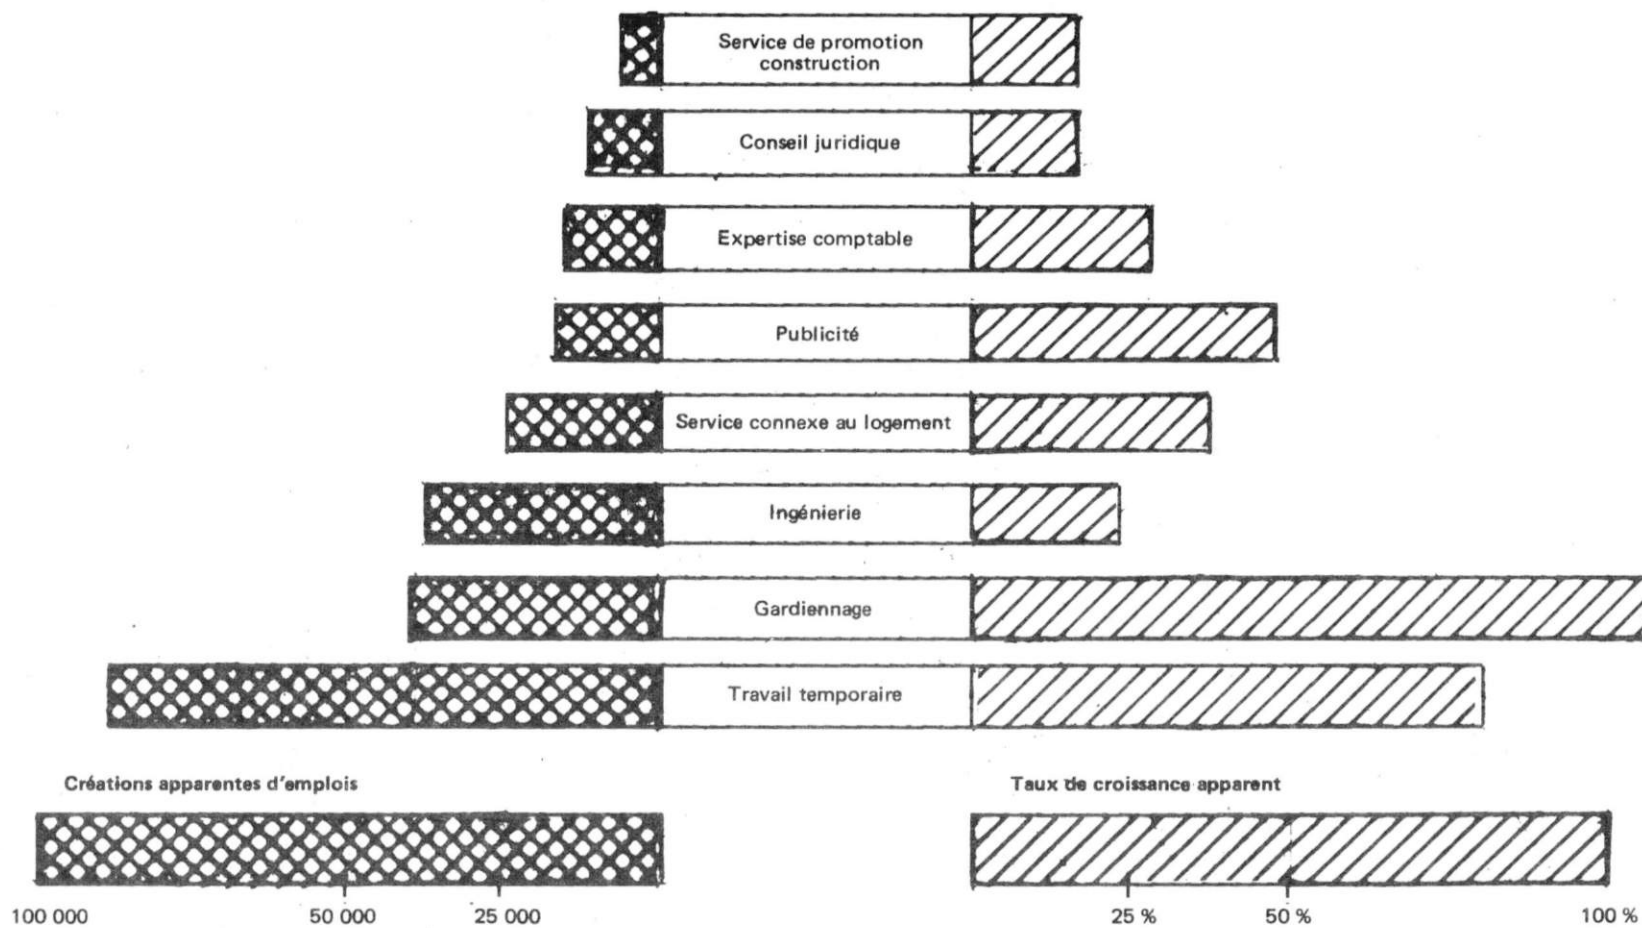 Service de promotion
construction
Conseil juridique
Expertise comptable
Publicité
Service connexe au logement
Ingénierie
Gardiennage
Travail temporaire
Créations apparentes d'emplois
Taux de croissance apparent
100 000
50 000
25 000
25 %
50 %
100 %